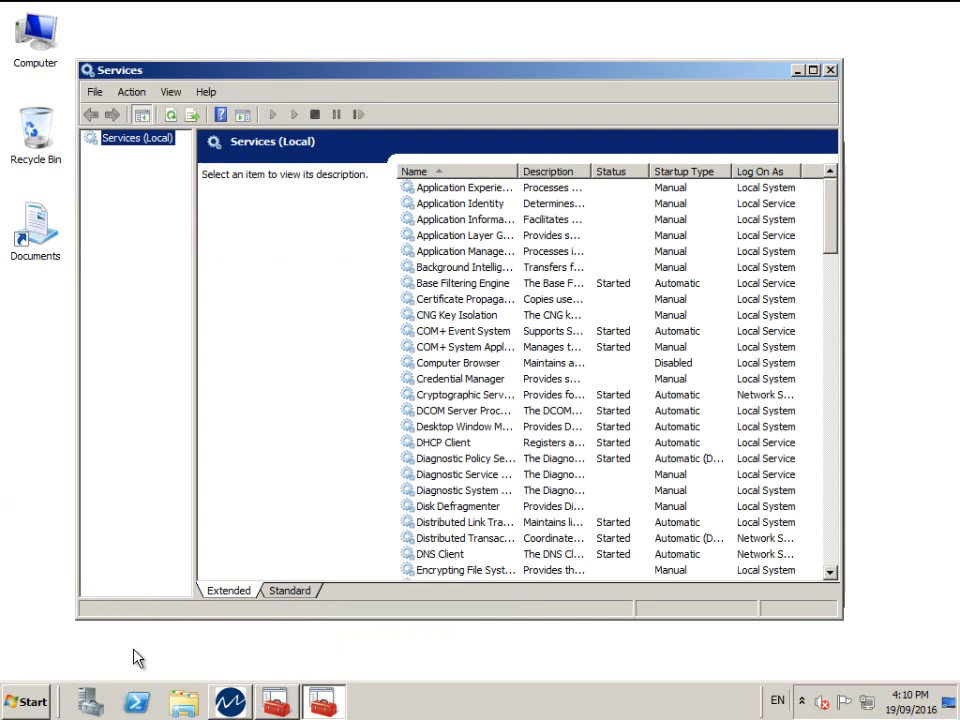 Computer
Recycle Bin
Documents
Services
File Action View Help
Services (Local)
Services (Local)
Select an item to view its description.
Name Description Status Startup Type Log On As
Application Experie... Processes ... Manual Local System
Application Identity Determines... Manual Local Service
Application Informa... Facilitates ... Manual Local System
Application Layer G... Provides s... Manual Local Service
Application Manage... Processes i... Manual Local System
Background Intellig... Transfers f... Manual Local System
Base Filtering Engine The Base F... Started Automatic Local Service
Certificate Propaga... Copies use... Manual Local System
CNG Key Isolation The CNG k... Manual Local System
COM+ Event System Supports S... Started Automatic Local Service
COM+ System Appl... Manages t... Started Manual Local System
Computer Browser Maintains a... Disabled Local System
Credential Manager Provides s... Manual Local System
Cryptographic Serv... Provides fo... Started Automatic Network S...
DCOM Server Proc... The DCOM... Started Automatic Local System
Desktop Window M... Provides D... Started Automatic Local System
DHCP Client Registers a... Started Automatic Local Service
Diagnostic Policy Se... The Diagno... Started Automatic (D... Local Service
Diagnostic Service ... The Diagno... Manual Local Service
Diagnostic System ... The Diagno... Manual Local System
Disk Defragmenter Provides Di... Manual Local System
Distributed Link Tra... Maintains li... Started Automatic Local System
Distributed Transac... Coordinate... Started Automatic (D... Network S...
DNS Client The DNS Cl... Started Automatic Network S...
Encrypting File Syst... Provides th... Manual Local System
Extended Standard
Start
EN
4:10 PM
19/09/2016